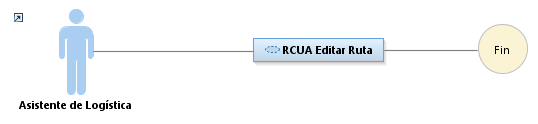 RCUA Editar Ruta
Fin
Asistente de Logística